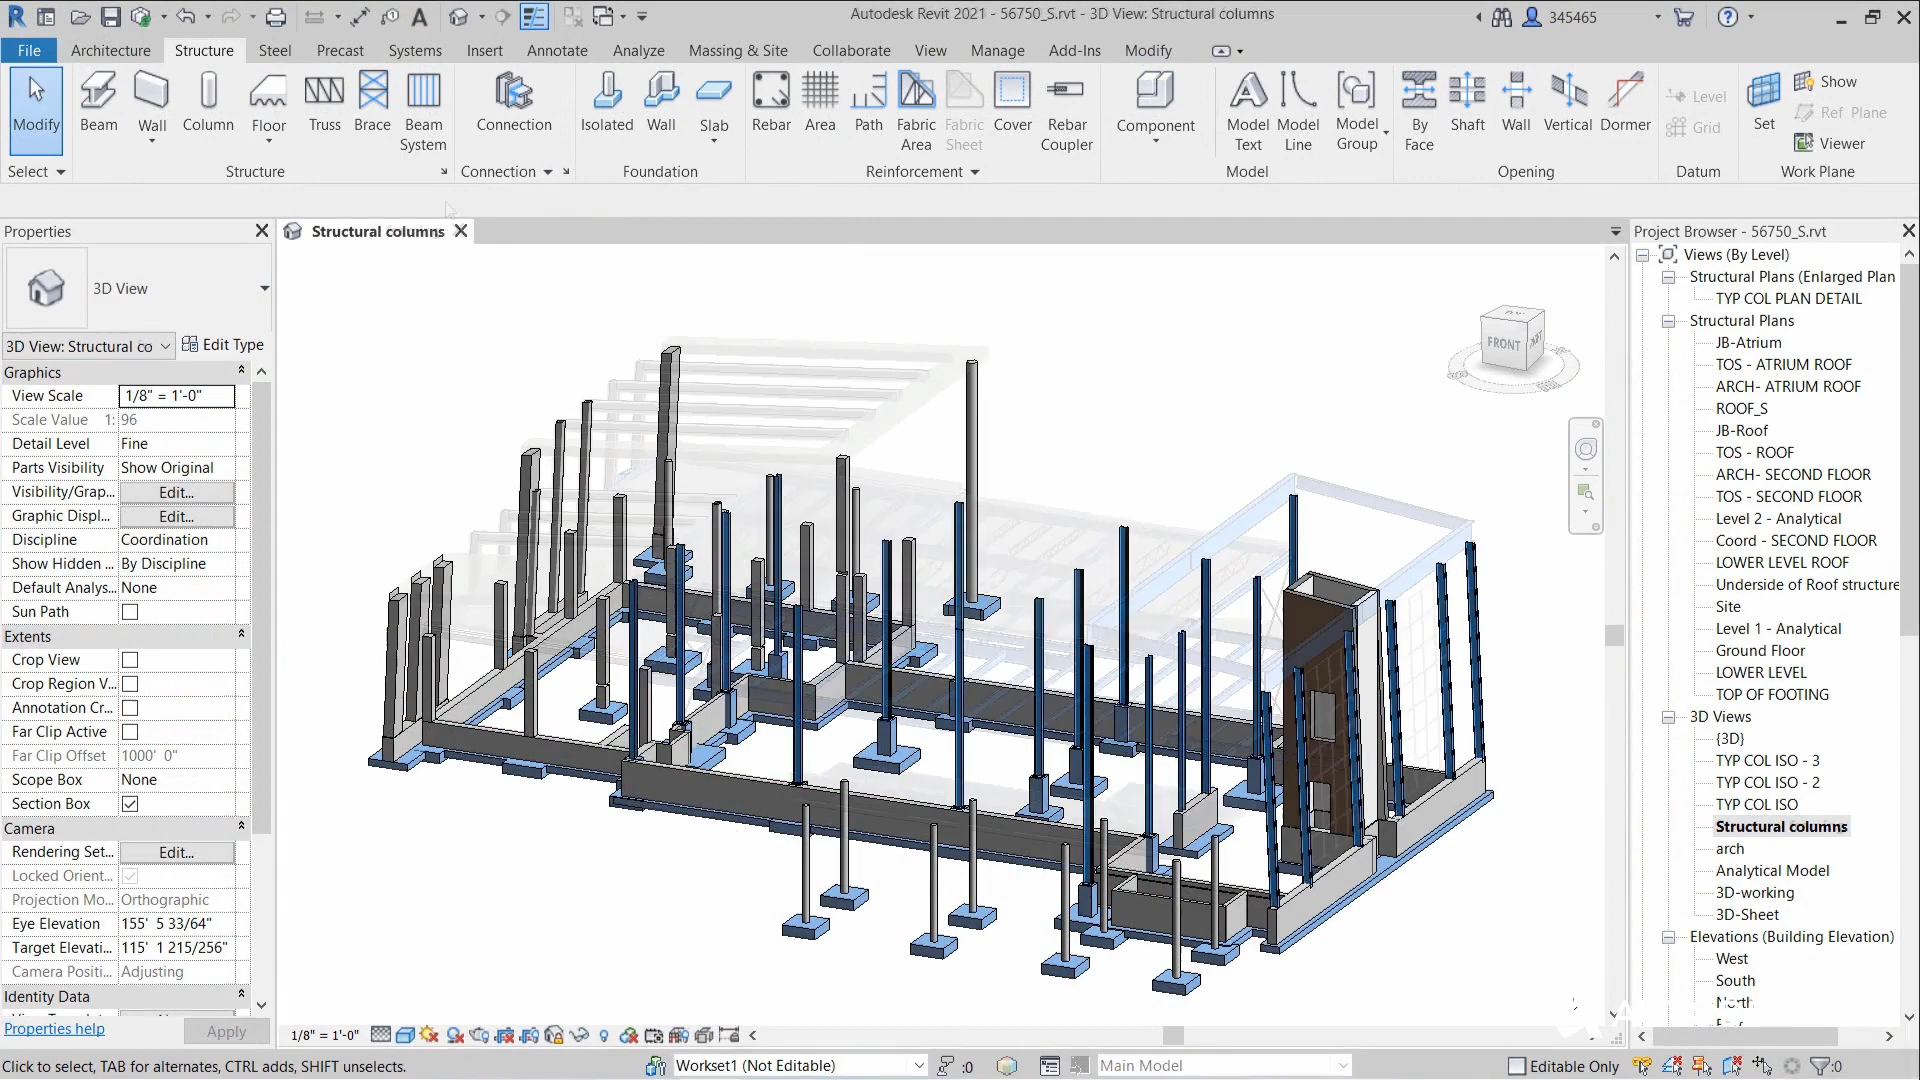 Autodesk Revit 2021 - 56750_S.rvt - 3D View: Structural columns
345465
File Architecture Structure Steel Precast Systems Insert Annotate Analyze Massing & Site Collaborate View Manage Add-Ins Modify
Modify Beam Wall Column Floor Truss Brace Beam System Connection Isolated Wall Slab Rebar Area Path Fabric Area Fabric Sheet Cover Rebar Coupler Component Model Text Model Line Model Group By Face Shaft Wall Vertical Dormer Level Grid Set Show Ref Plane Viewer
Select Structure Connection Foundation Reinforcement Model Opening Datum Work Plane
Properties
3D View
3D View: Structural co Edit Type
Graphics
View Scale 1/8" = 1'-0"
Scale Value 1: 96
Detail Level Fine
Parts Visibility Show Original
Visibility/Grap... Edit...
Graphic Displ... Edit...
Discipline Coordination
Show Hidden ... By Discipline
Default Analys... None
Sun Path
Extents
Crop View
Crop Region V...
Annotation Cr...
Far Clip Active
Far Clip Offset 1000' 0"
Scope Box None
Section Box
Camera
Rendering Set... Edit...
Locked Orient...
Projection Mo... Orthographic
Eye Elevation 155' 5 33/64"
Target Elevati... 115' 1 215/256"
Camera Positi... Adjusting
Identity Data
Properties help Apply
Structural columns
FRONT
1/8" = 1'-0"
Project Browser - 56750_S.rvt
Views (By Level)
Structural Plans (Enlarged Plan
TYP COL PLAN DETAIL
Structural Plans
JB-Atrium
TOS - ATRIUM ROOF
ARCH- ATRIUM ROOF
ROOF_S
JB-Roof
TOS - ROOF
ARCH- SECOND FLOOR
TOS - SECOND FLOOR
Level 2 - Analytical
Coord - SECOND FLOOR
LOWER LEVEL ROOF
Underside of Roof structure
Site
Level 1 - Analytical
Ground Floor
LOWER LEVEL
TOP OF FOOTING
3D Views
{3D}
TYP COL ISO - 3
TYP COL ISO - 2
TYP COL ISO
Structural columns
arch
Analytical Model
3D-working
3D-Sheet
Elevations (Building Elevation)
West
South
North
Click to select, TAB for alternates, CTRL adds, SHIFT unselects.
Workset1 (Not Editable)
:0
Main Model
Editable Only
:0